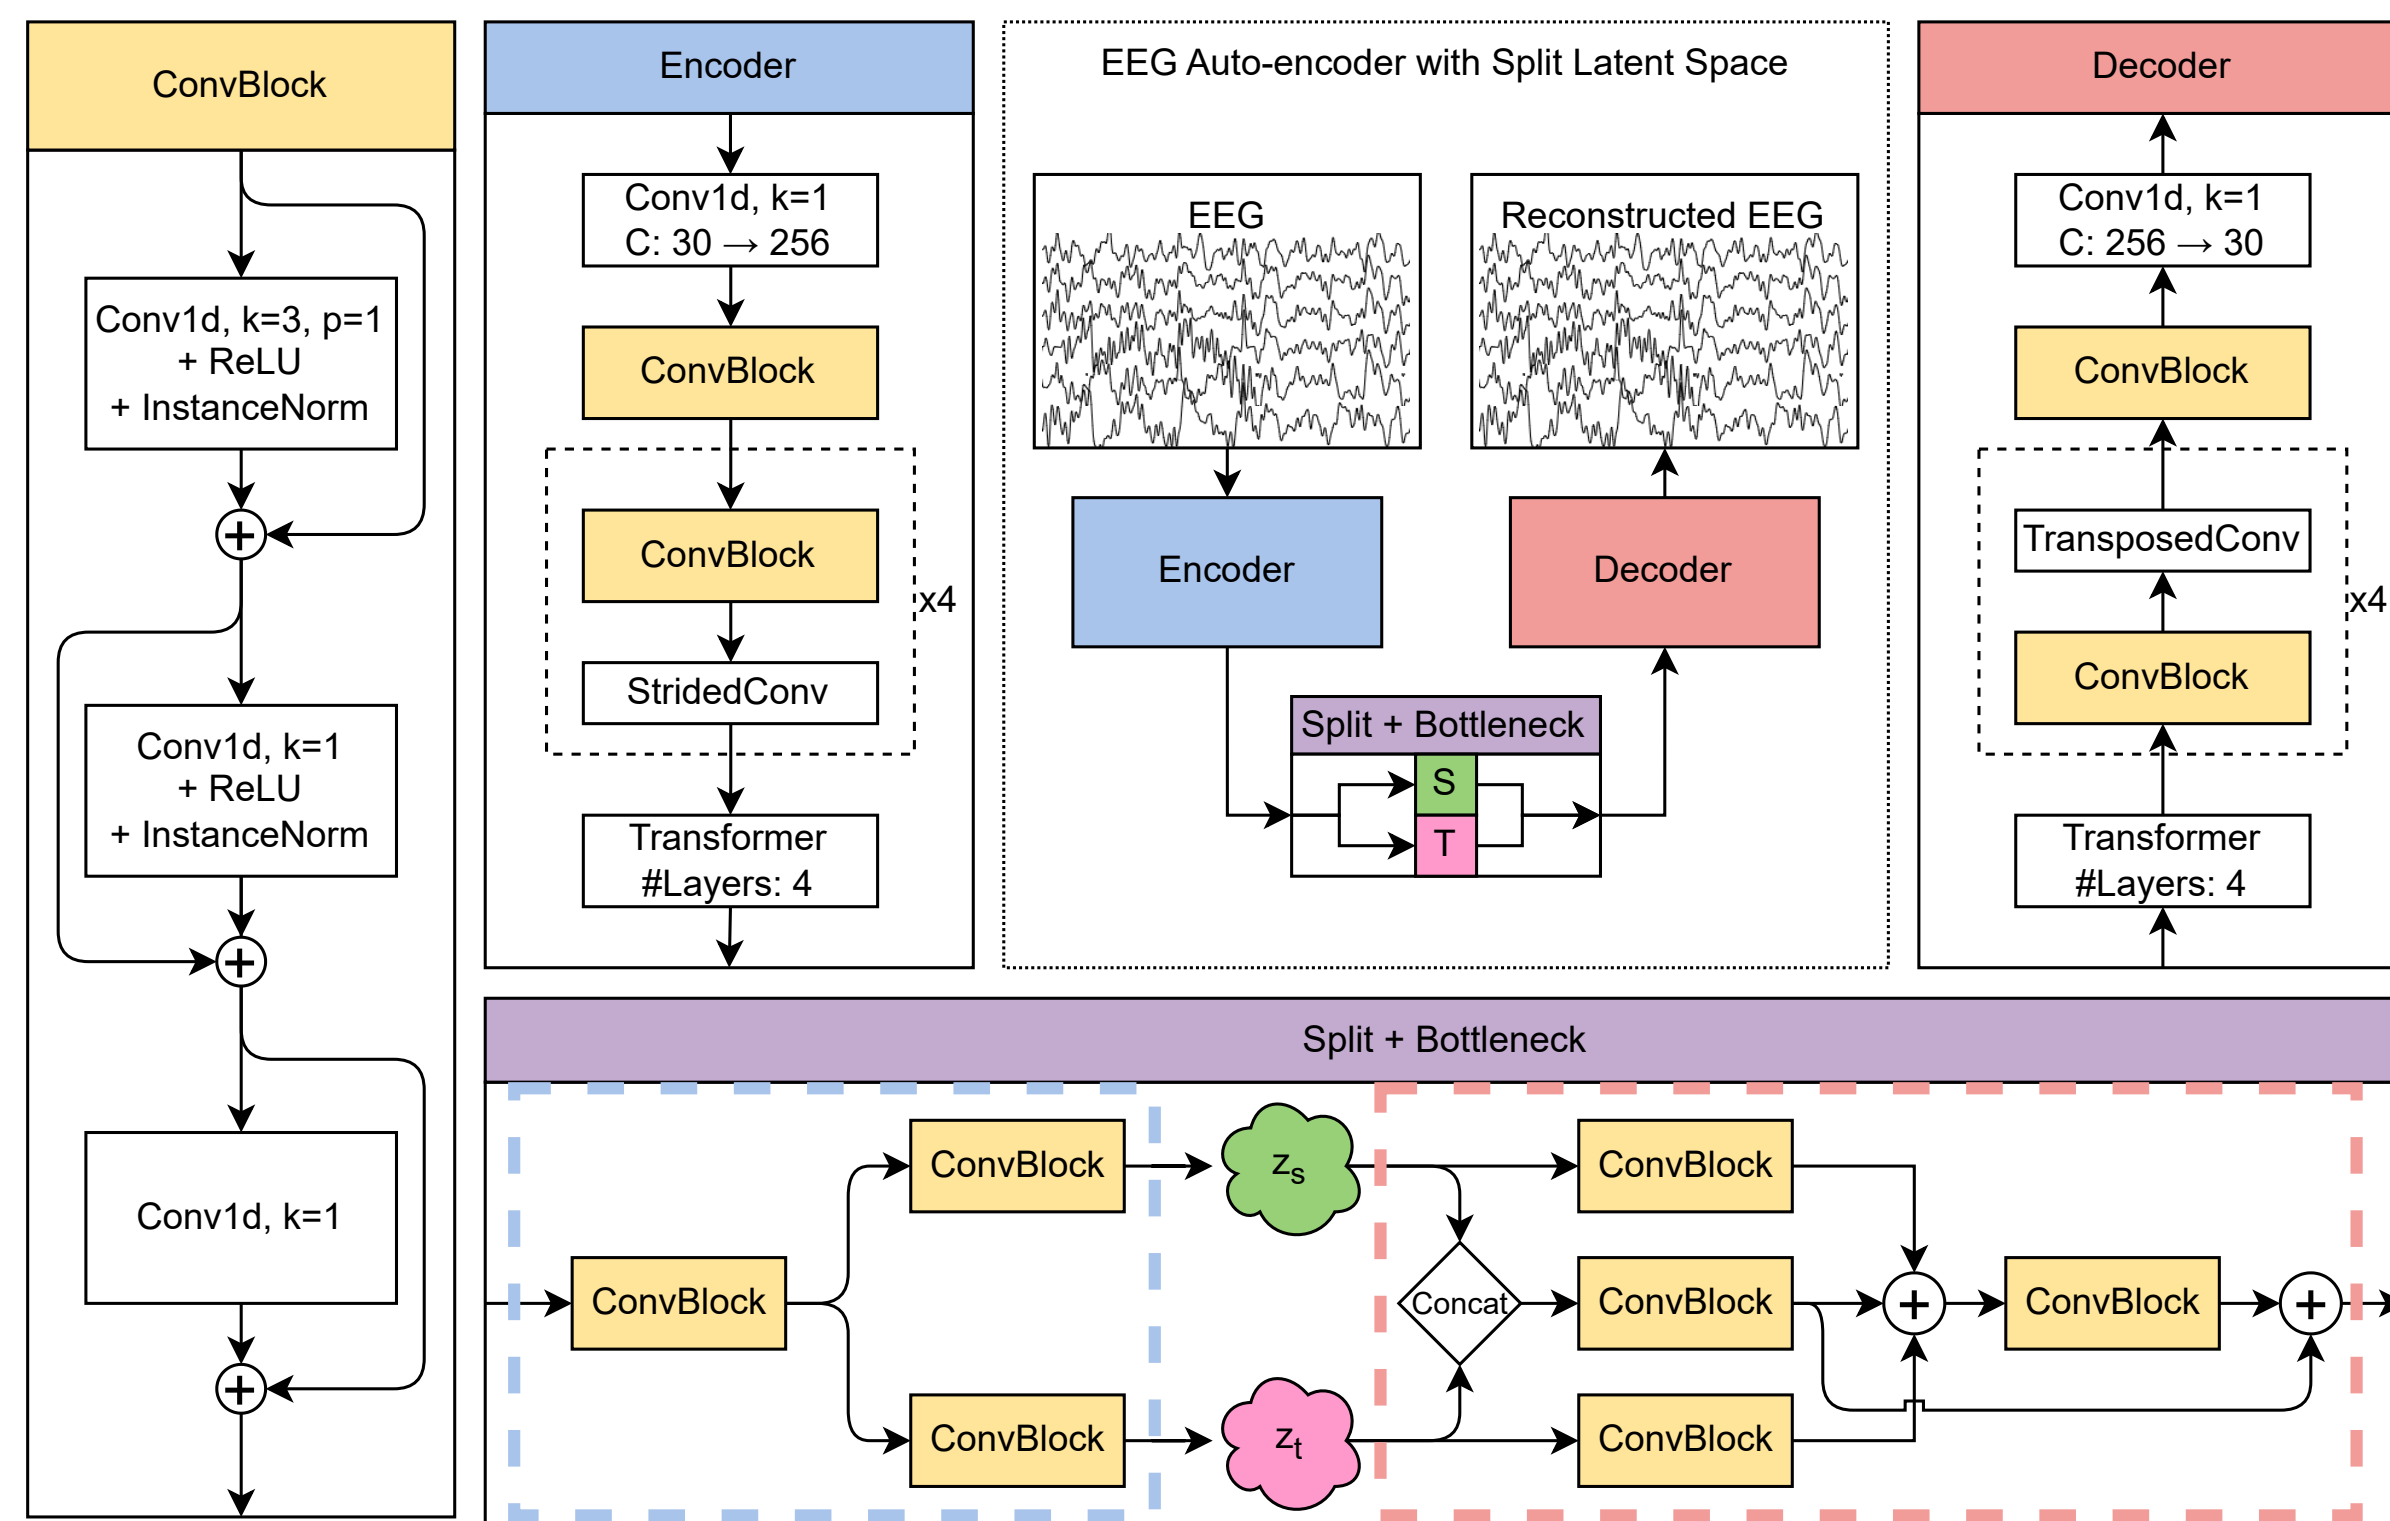 ConvBlock
Conv1d, k=3, p=1
+ ReLU
+ InstanceNorm
+
Conv1d, k=1
+ ReLU
+ InstanceNorm
+
Conv1d, k=1
+
Encoder
Conv1d, k=1
C: 30 → 256
ConvBlock
ConvBlock
StridedConv
x4
Transformer
#Layers: 4
EEG Auto-encoder with Split Latent Space
EEG
Reconstructed EEG
Encoder
Decoder
Split + Bottleneck
S
T
Decoder
Conv1d, k=1
C: 256 → 30
ConvBlock
TransposedConv
x4
ConvBlock
Transformer
#Layers: 4
Split + Bottleneck
ConvBlock
ConvBlock
ConvBlock
zs
zt
Concat
ConvBlock
ConvBlock
ConvBlock
+
ConvBlock
+